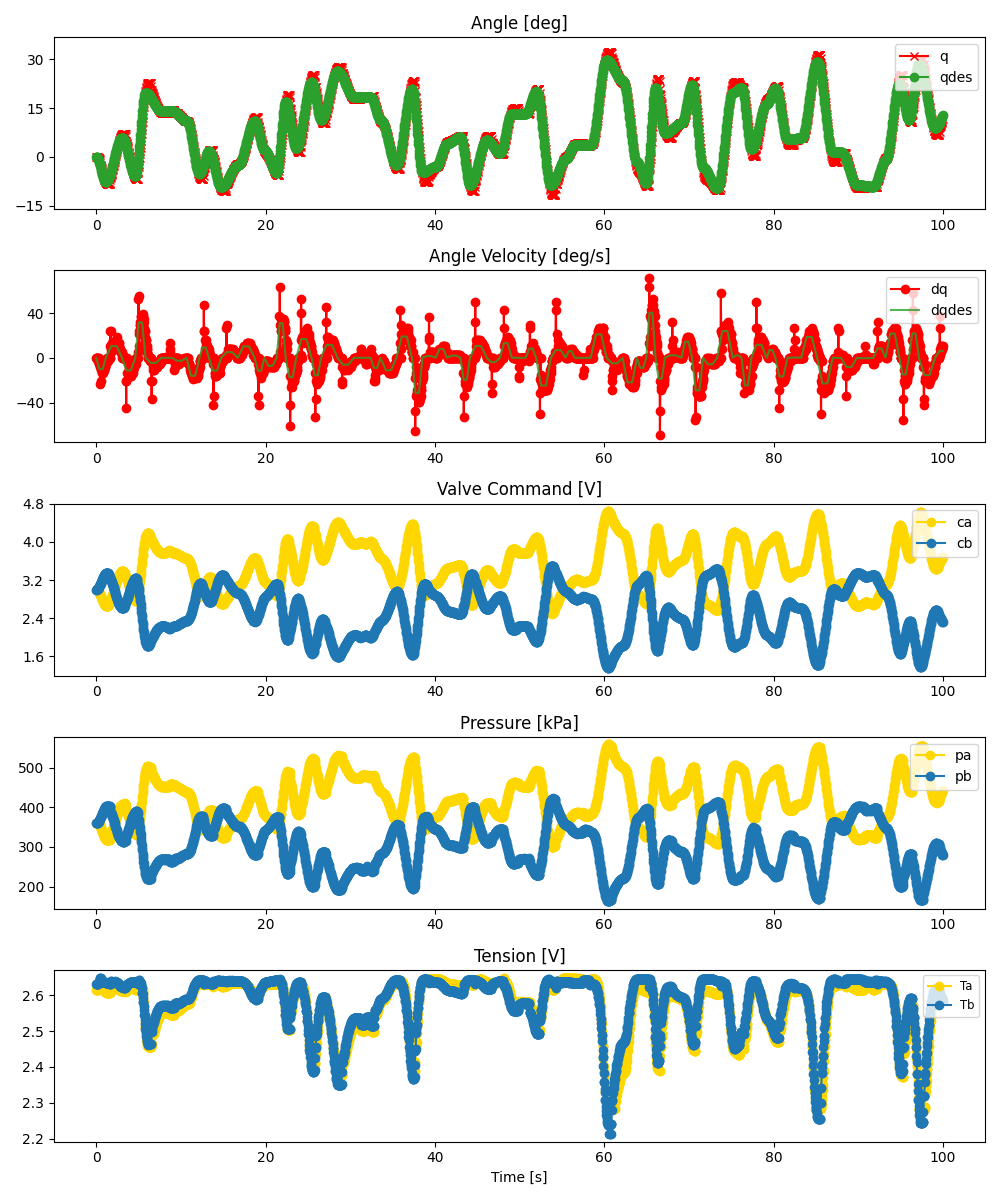 Angle [deg]
30
15
0
−15
q
qdes
0 20 40 60 80 100
Angle Velocity [deg/s]
40
0
−40
dq
dqdes
0 20 40 60 80 100
Valve Command [V]
4.8
4.0
3.2
2.4
1.6
ca
cb
0 20 40 60 80 100
Pressure [kPa]
500
400
300
200
pa
pb
0 20 40 60 80 100
Tension [V]
2.6
2.5
2.4
2.3
2.2
Ta
Tb
0 20 40 60 80 100
Time [s]